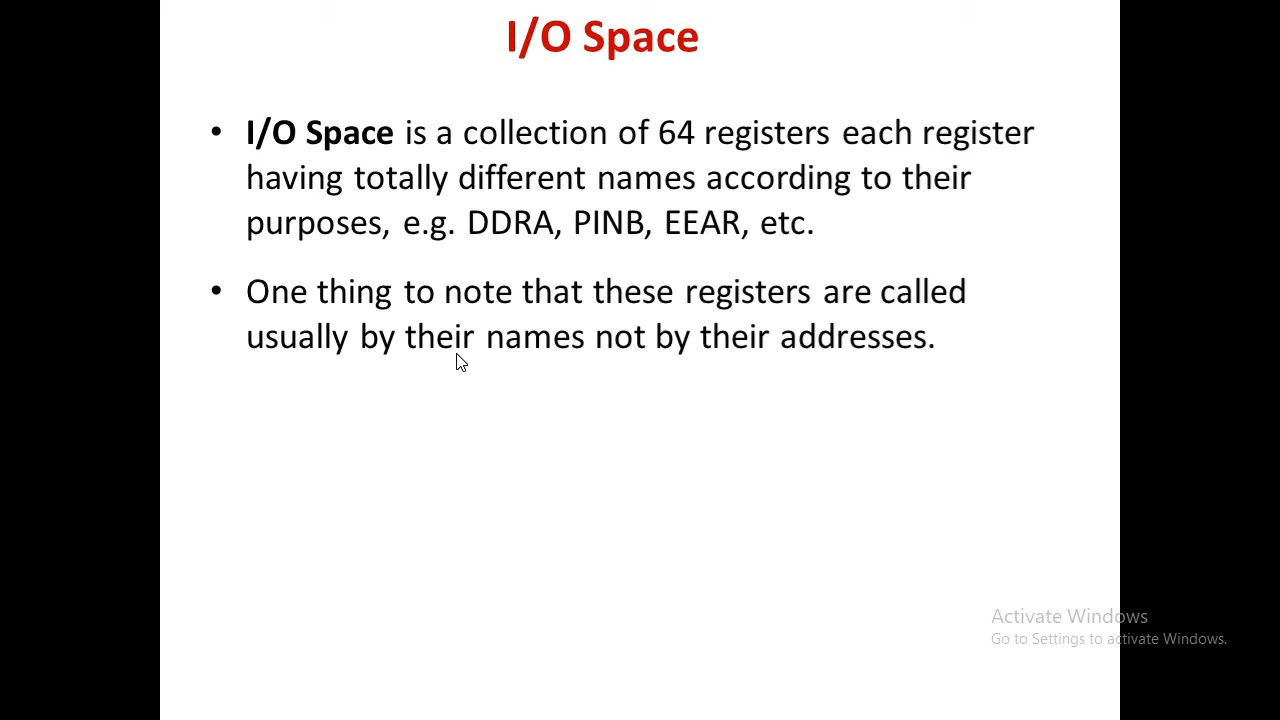 I/O Space
• I/O Space is a collection of 64 registers each register
having totally different names according to their
purposes, e.g. DDRA, PINB, EEAR, etc.
• One thing to note that these registers are called
usually by their names not by their addresses.
Activate Windows
Go to Settings to activate Windows.